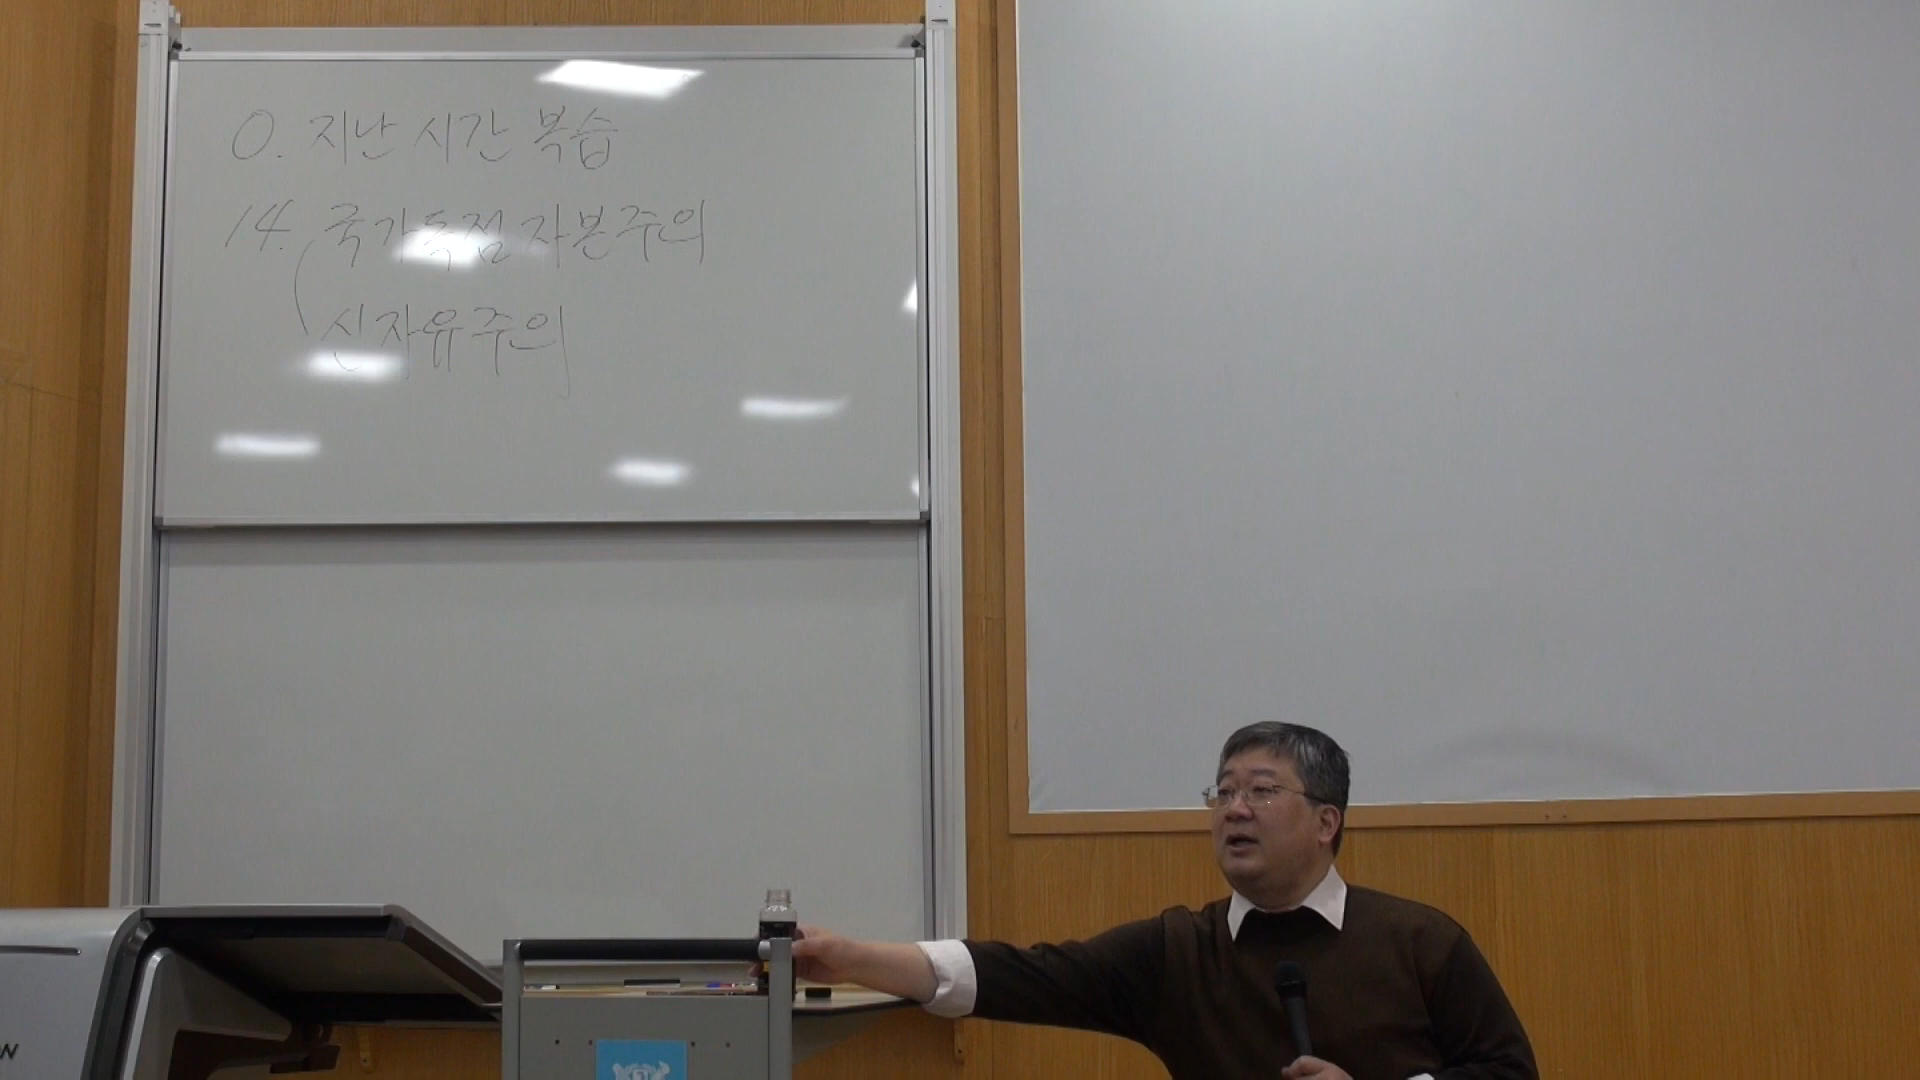 0. 지난 시간 복습
14. 국가독점자본주의
신자유주의